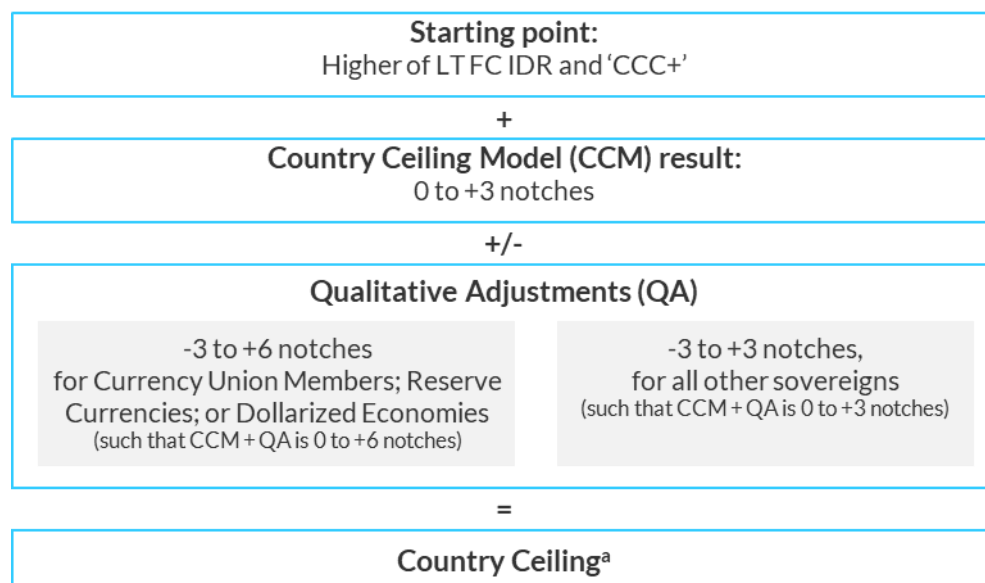 Starting point:
Higher of LT FC IDR and ‘CCC+’
+
Country Ceiling Model (CCM) result:
0 to +3 notches
+/-
Qualitative Adjustments (QA)
-3 to +6 notches
for Currency Union Members; Reserve
Currencies; or Dollarized Economies
(such that CCM + QA is 0 to +6 notches)
-3 to +3 notches,
for all other sovereigns
(such that CCM + QA is 0 to +3 notches)
=
Country Ceilingᵃ